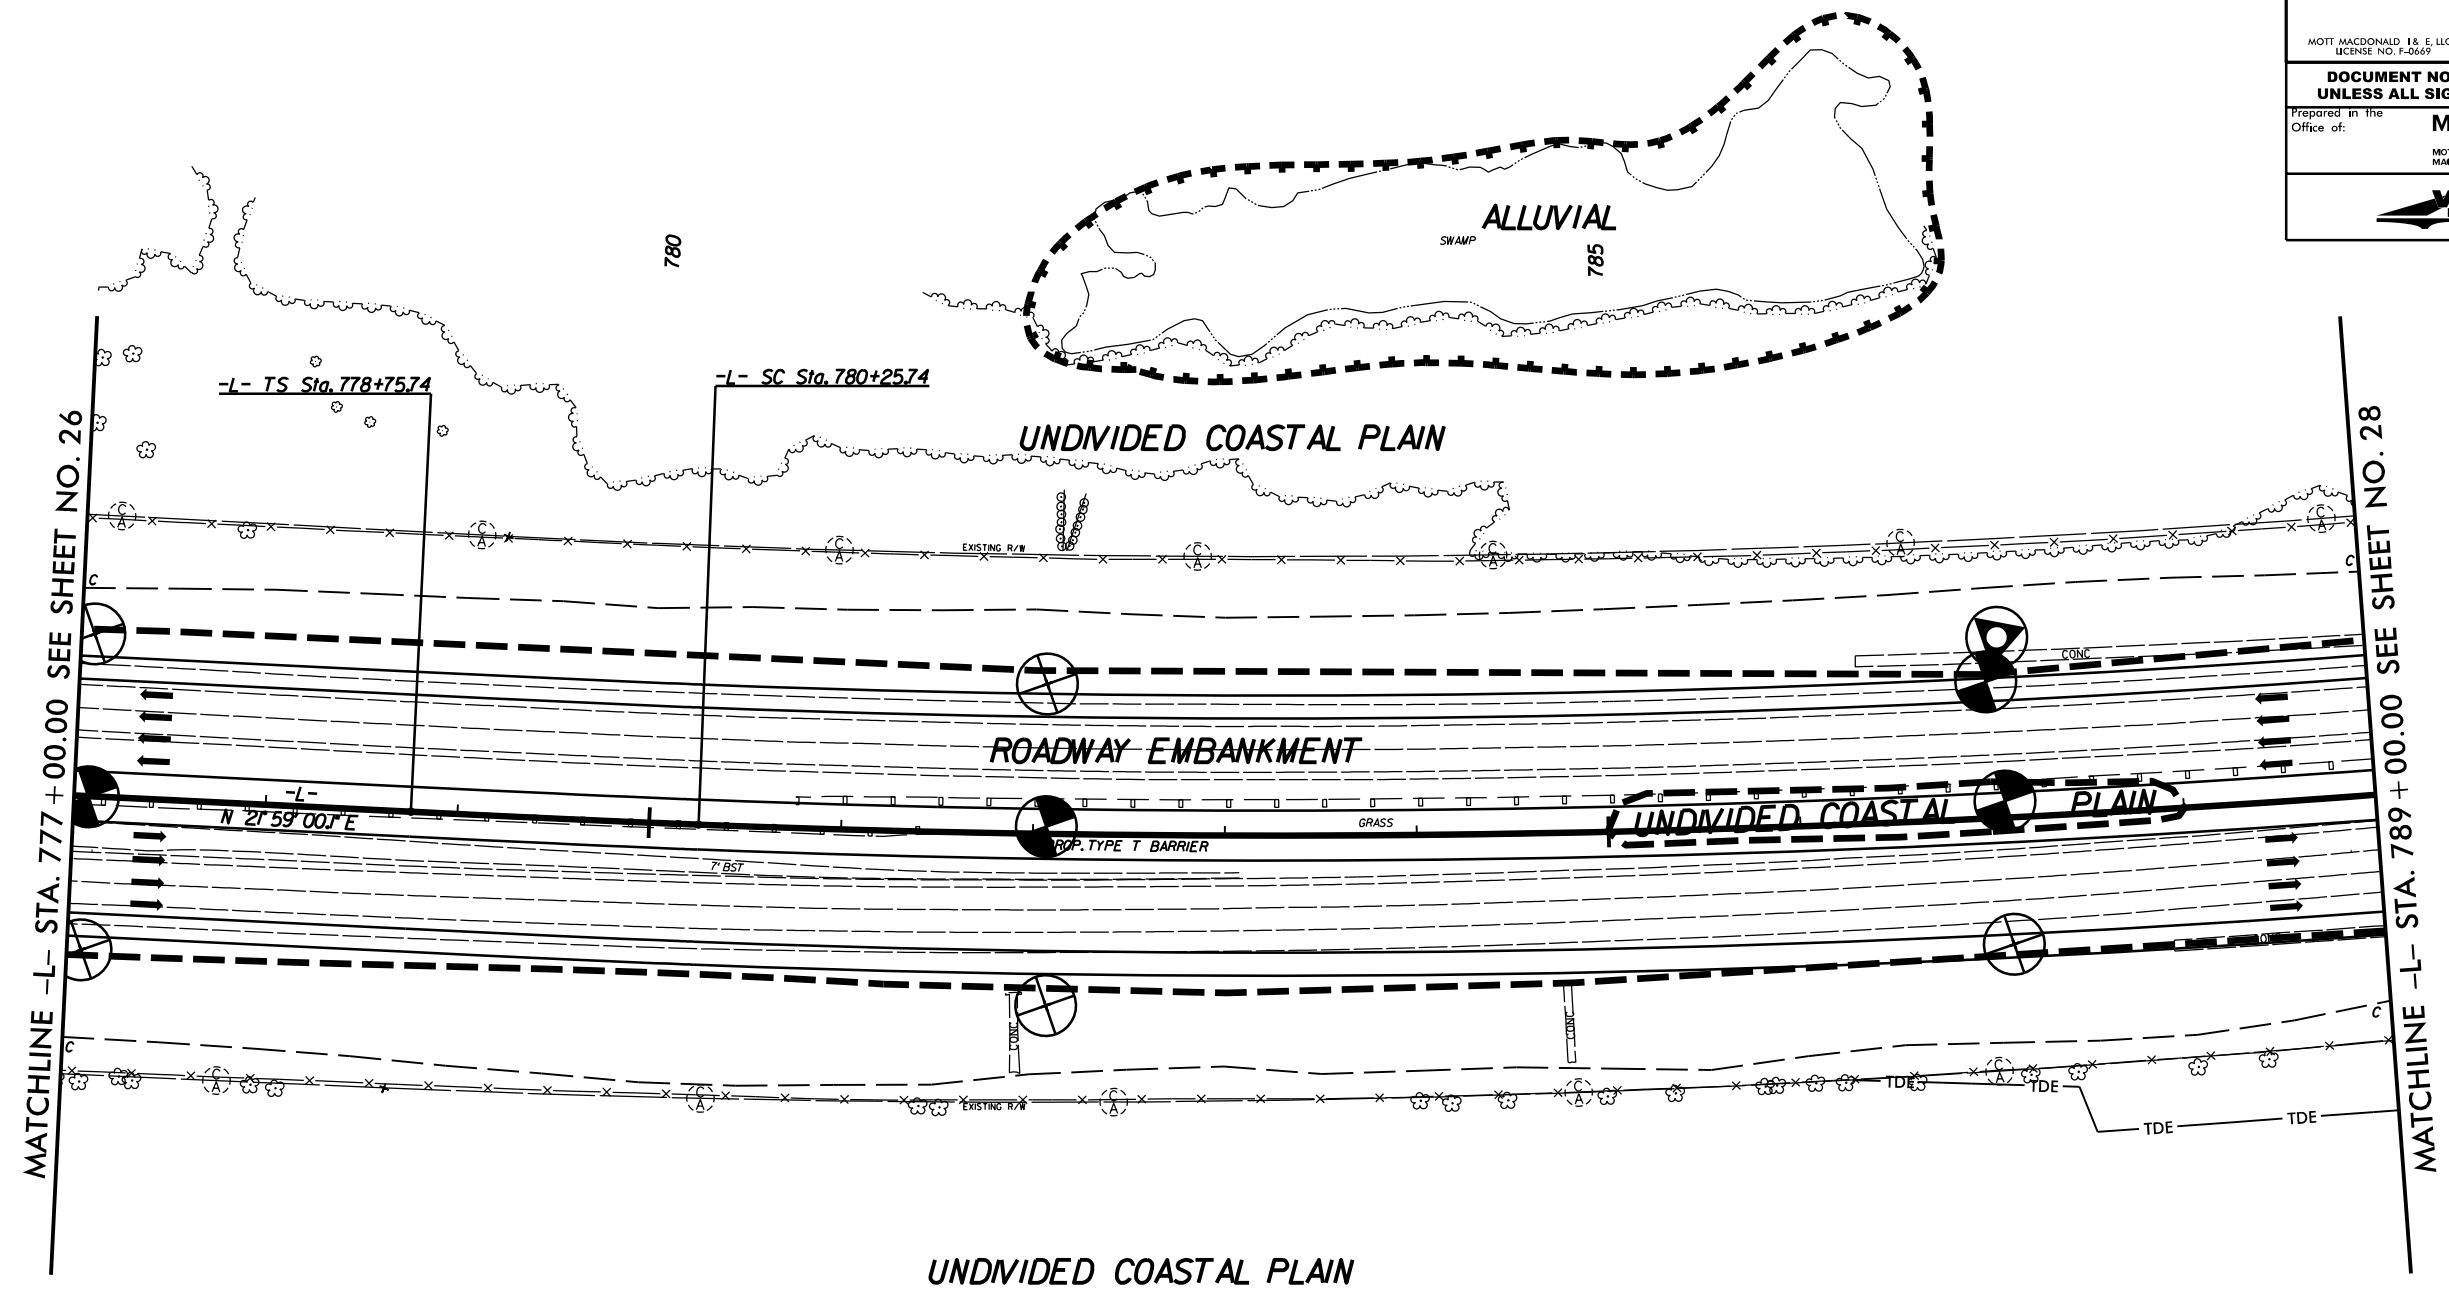 MOTT MACDONALD I & E, LLC
LICENSE NO. F-0669
DOCUMENT NO
UNLESS ALL SIG
Prepared in the
Office of:
M
MO
MA
ALLUVIAL
SWAMP
780
785
-L- TS Sta. 778+75.74
-L- SC Sta. 780+25.74
UNDIVIDED COASTAL PLAIN
MATCHLINE -L- STA. 777+00.00 SEE SHEET NO. 26
MATCHLINE -L- STA. 789+00.00 SEE SHEET NO. 28
C
A
C
A
C
A
C
A
C
A
C
A
C
A
EXISTING R/W
C
C
CONC
ROADWAY EMBANKMENT
-L-
N 21°59'00.1" E
GRASS
UNDIVIDED COASTAL PLAIN
PROP. TYPE T BARRIER
7' BST
CONC
CONC
C
C
C
A
C
A
C
A
C
A
C
A
EXISTING R/W
TDE
TDE
TDE
TDE
UNDIVIDED COASTAL PLAIN